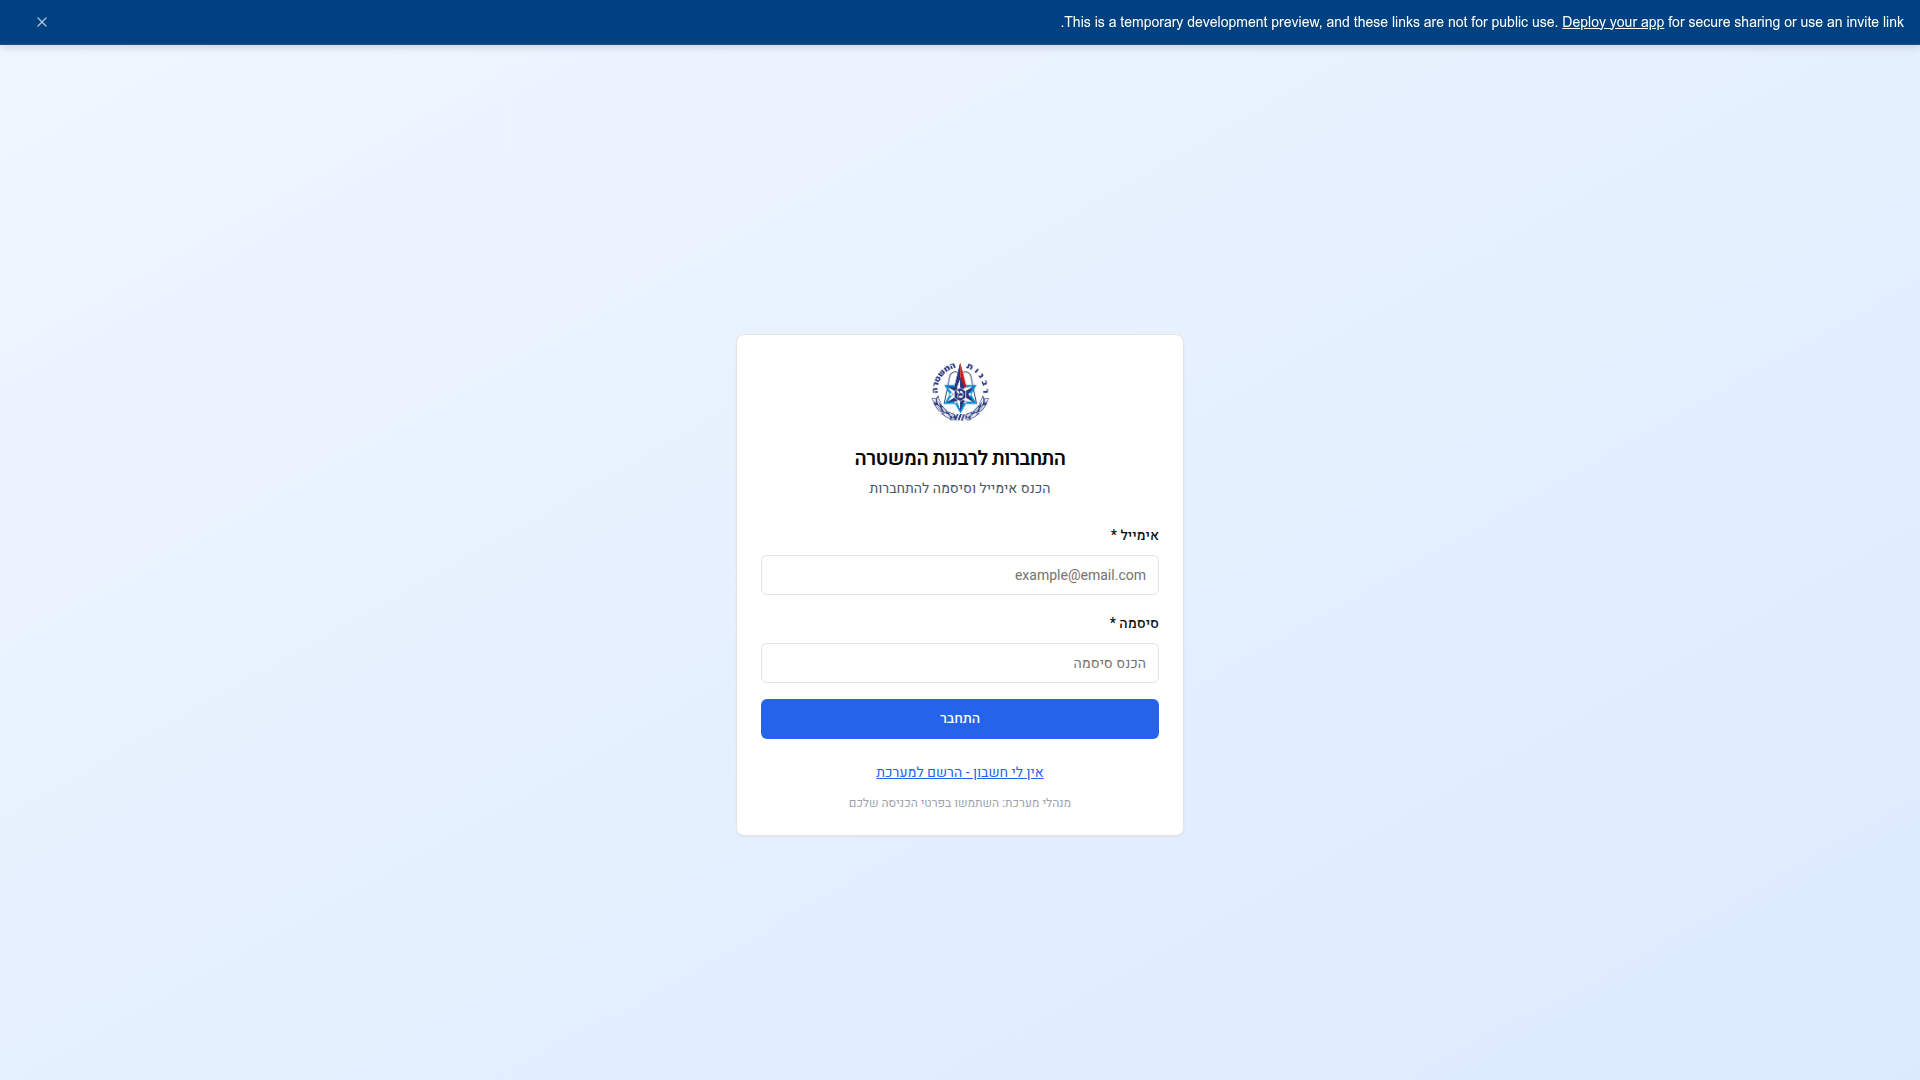 This is a temporary development preview, and these links are not for public use. Deploy your app for secure sharing or use an invite link.
רבנות המשטרה
התחברות לרבנות המשטרה
הכנס אימייל וסיסמה להתחברות
אימייל *
example@email.com
סיסמה *
הכנס סיסמה
התחבר
אין לי חשבון - הרשם למערכת
מנהלי מערכת: השתמשו בפרטי הכניסה שלכם